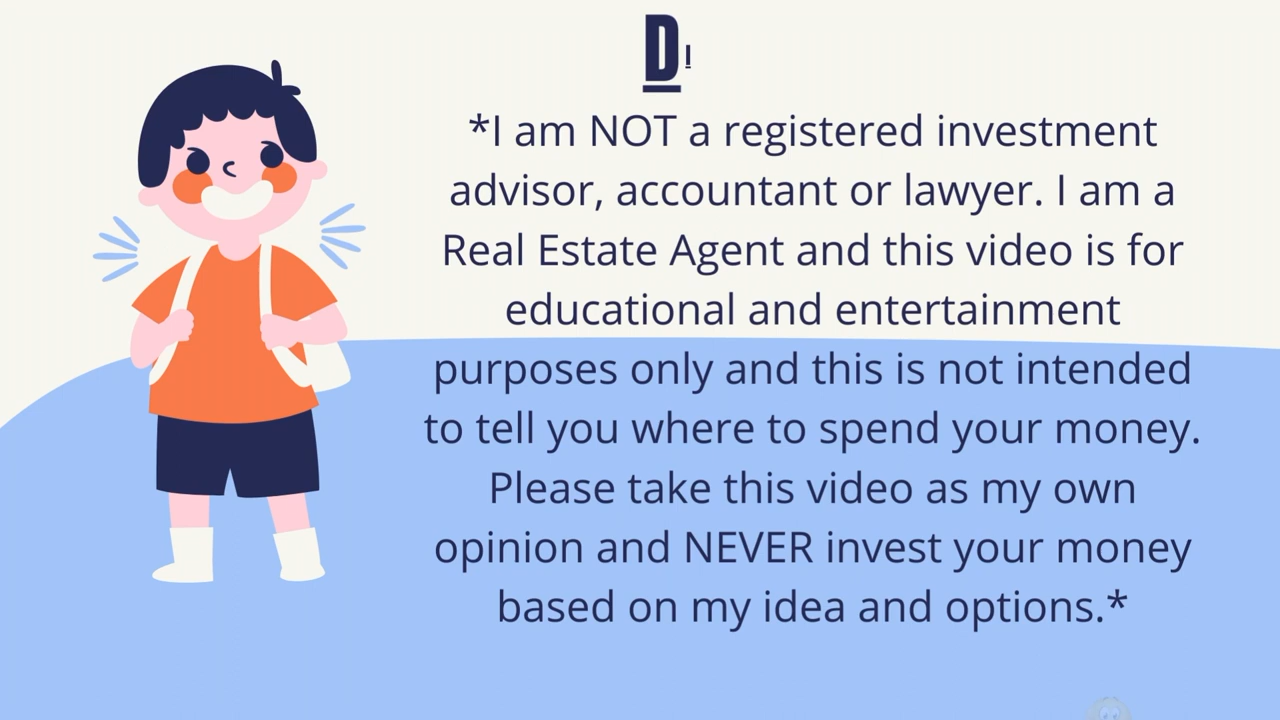 DI
*I am NOT a registered investment
advisor, accountant or lawyer. I am a
Real Estate Agent and this video is for
educational and entertainment
purposes only and this is not intended
to tell you where to spend your money.
Please take this video as my own
opinion and NEVER invest your money
based on my idea and options.*